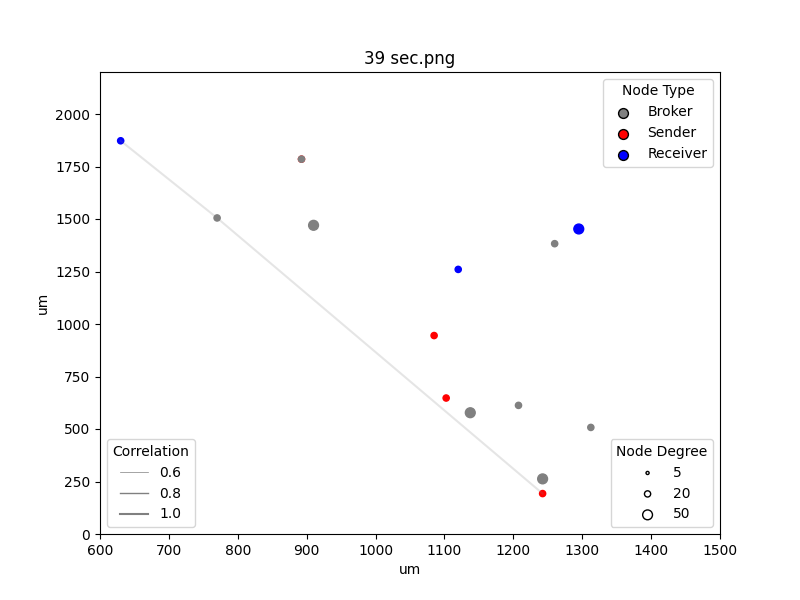 39 sec.png
Node Type
Broker
Sender
Receiver
2000
1750
1500
1250
1000
750
500
250
0
um
Correlation
0.6
0.8
1.0
Node Degree
5
20
50
600 700 800 900 1000 1100 1200 1300 1400 1500
um